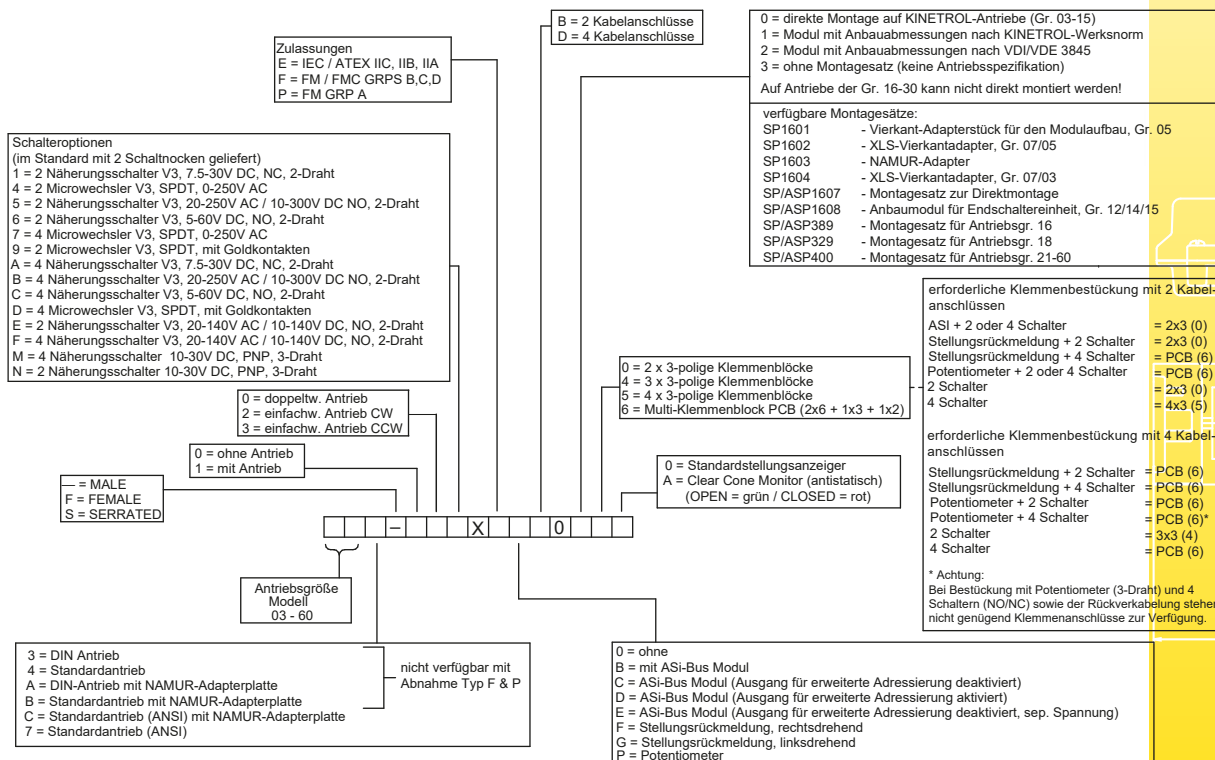 B = 2 Kabelanschlüsse
D = 4 Kabelanschlüsse
Zulassungen
E = IEC / ATEX IIC, IIB, IIA
F = FM / FMC GRPS B,C,D
P = FM GRP A
0 = direkte Montage auf KINETROL-Antriebe (Gr. 03-15)
1 = Modul mit Anbauabmessungen nach KINETROL-Werksnorm
2 = Modul mit Anbauabmessungen nach VDI/VDE 3845
3 = ohne Montagesatz (keine Antriebsspezifikation)
Auf Antriebe der Gr. 16-30 kann nicht direkt montiert werden!
verfügbare Montagesätze:
SP1601 - Vierkant-Adapterstück für den Modulaufbau, Gr. 05
SP1602 - XLS-Vierkantadapter, Gr. 07/05
SP1603 - NAMUR-Adapter
SP1604 - XLS-Vierkantadapter, Gr. 07/03
SP/ASP1607 - Montagesatz zur Direktmontage
SP/ASP1608 - Anbaumodul für Endschaltereinheit, Gr. 12/14/15
SP/ASP389 - Montagesatz für Antriebsgr. 16
SP/ASP329 - Montagesatz für Antriebsgr. 18
SP/ASP400 - Montagesatz für Antriebsgr. 21-60
Schalteroptionen
(im Standard mit 2 Schaltnocken geliefert)
1 = 2 Näherungsschalter V3, 7.5-30V DC, NC, 2-Draht
4 = 2 Microwechsler V3, SPDT, 0-250V AC
5 = 2 Näherungsschalter V3, 20-250V AC / 10-300V DC NO, 2-Draht
6 = 2 Näherungsschalter V3, 5-60V DC, NO, 2-Draht
7 = 4 Microwechsler V3, SPDT, 0-250V AC
9 = 2 Microwechsler V3, SPDT, mit Goldkontakten
A = 4 Näherungsschalter V3, 7.5-30V DC, NC, 2-Draht
B = 4 Näherungsschalter V3, 20-250V AC / 10-300V DC NO, 2-Draht
C = 4 Näherungsschalter V3, 5-60V DC, NO, 2-Draht
D = 4 Microwechsler V3, SPDT, mit Goldkontakten
E = 2 Näherungsschalter V3, 20-140V AC / 10-140V DC, NO, 2-Draht
F = 4 Näherungsschalter V3, 20-140V AC / 10-140V DC, NO, 2-Draht
M = 4 Näherungsschalter 10-30V DC, PNP, 3-Draht
N = 2 Näherungsschalter 10-30V DC, PNP, 3-Draht
erforderliche Klemmenbestückung mit 2 Kabel-
anschlüssen
ASI + 2 oder 4 Schalter = 2x3 (0)
Stellungsrückmeldung + 2 Schalter = 2x3 (0)
Stellungsrückmeldung + 4 Schalter = PCB (6)
Potentiometer + 2 oder 4 Schalter = PCB (6)
2 Schalter = 2x3 (0)
4 Schalter = 4x3 (5)
erforderliche Klemmenbestückung mit 4 Kabel-
anschlüssen
Stellungsrückmeldung + 2 Schalter = PCB (6)
Stellungsrückmeldung + 4 Schalter = PCB (6)
Potentiometer + 2 Schalter = PCB (6)
Potentiometer + 4 Schalter = PCB (6)*
2 Schalter = 3x3 (4)
4 Schalter = PCB (6)
* Achtung:
Bei Bestückung mit Potentiometer (3-Draht) und 4
Schaltern (NO/NC) sowie der Rückverkabelung stehen
nicht genügend Klemmenanschlüsse zur Verfügung.
0 = 2 x 3-polige Klemmenblöcke
4 = 3 x 3-polige Klemmenblöcke
5 = 4 x 3-polige Klemmenblöcke
6 = Multi-Klemmenblock PCB (2x6 + 1x3 + 1x2)
0 = doppeltw. Antrieb
2 = einfachw. Antrieb CW
3 = einfachw. Antrieb CCW
0 = ohne Antrieb
1 = mit Antrieb
0 = Standardstellungsanzeiger
A = Clear Cone Monitor (antistatisch)
(OPEN = grün / CLOSED = rot)
— = MALE
F = FEMALE
S = SERRATED
– X 0
Antriebsgröße
Modell
03 - 60
3 = DIN Antrieb
4 = Standardantrieb
A = DIN-Antrieb mit NAMUR-Adapterplatte
B = Standardantrieb mit NAMUR-Adapterplatte
C = Standardantrieb (ANSI) mit NAMUR-Adapterplatte
7 = Standardantrieb (ANSI)
nicht verfügbar mit
Abnahme Typ F & P
0 = ohne
B = mit ASi-Bus Modul
C = ASi-Bus Modul (Ausgang für erweiterte Adressierung deaktiviert)
D = ASi-Bus Modul (Ausgang für erweiterte Adressierung aktiviert)
E = ASi-Bus Modul (Ausgang für erweiterte Adressierung deaktiviert, sep. Spannung)
F = Stellungsrückmeldung, rechtsdrehend
G = Stellungsrückmeldung, linksdrehend
P = Potentiometer